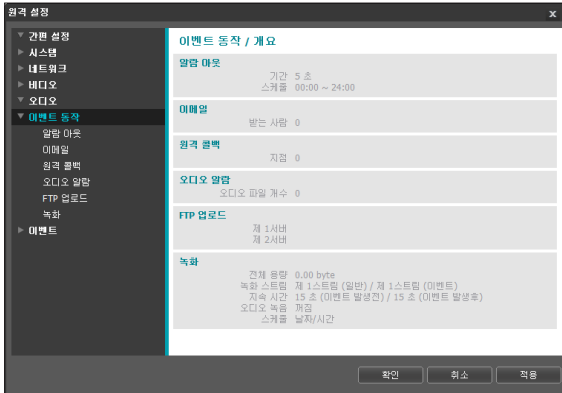 원격 설정
x
간편 설정
시스템
네트워크
비디오
오디오
이벤트 동작
알람 아웃
이메일
원격 콜백
오디오 알람
FTP 업로드
녹화
이벤트
이벤트 동작 / 개요
알람 아웃
기간 5 초
스케쥴 00:00 ~ 24:00
이메일
받는 사람 0
원격 콜백
지점 0
오디오 알람
오디오 파일 개수 0
FTP 업로드
제 1서버
제 2서버
녹화
전체 용량 0.00 byte
녹화 스트림 제 1스트림 (일반) / 제 1스트림 (이벤트)
지속 시간 15 초 (이벤트 발생전) / 15 초 (이벤트 발생후)
오디오 녹음 꺼짐
스케쥴 날짜/시간
확인 취소 적용